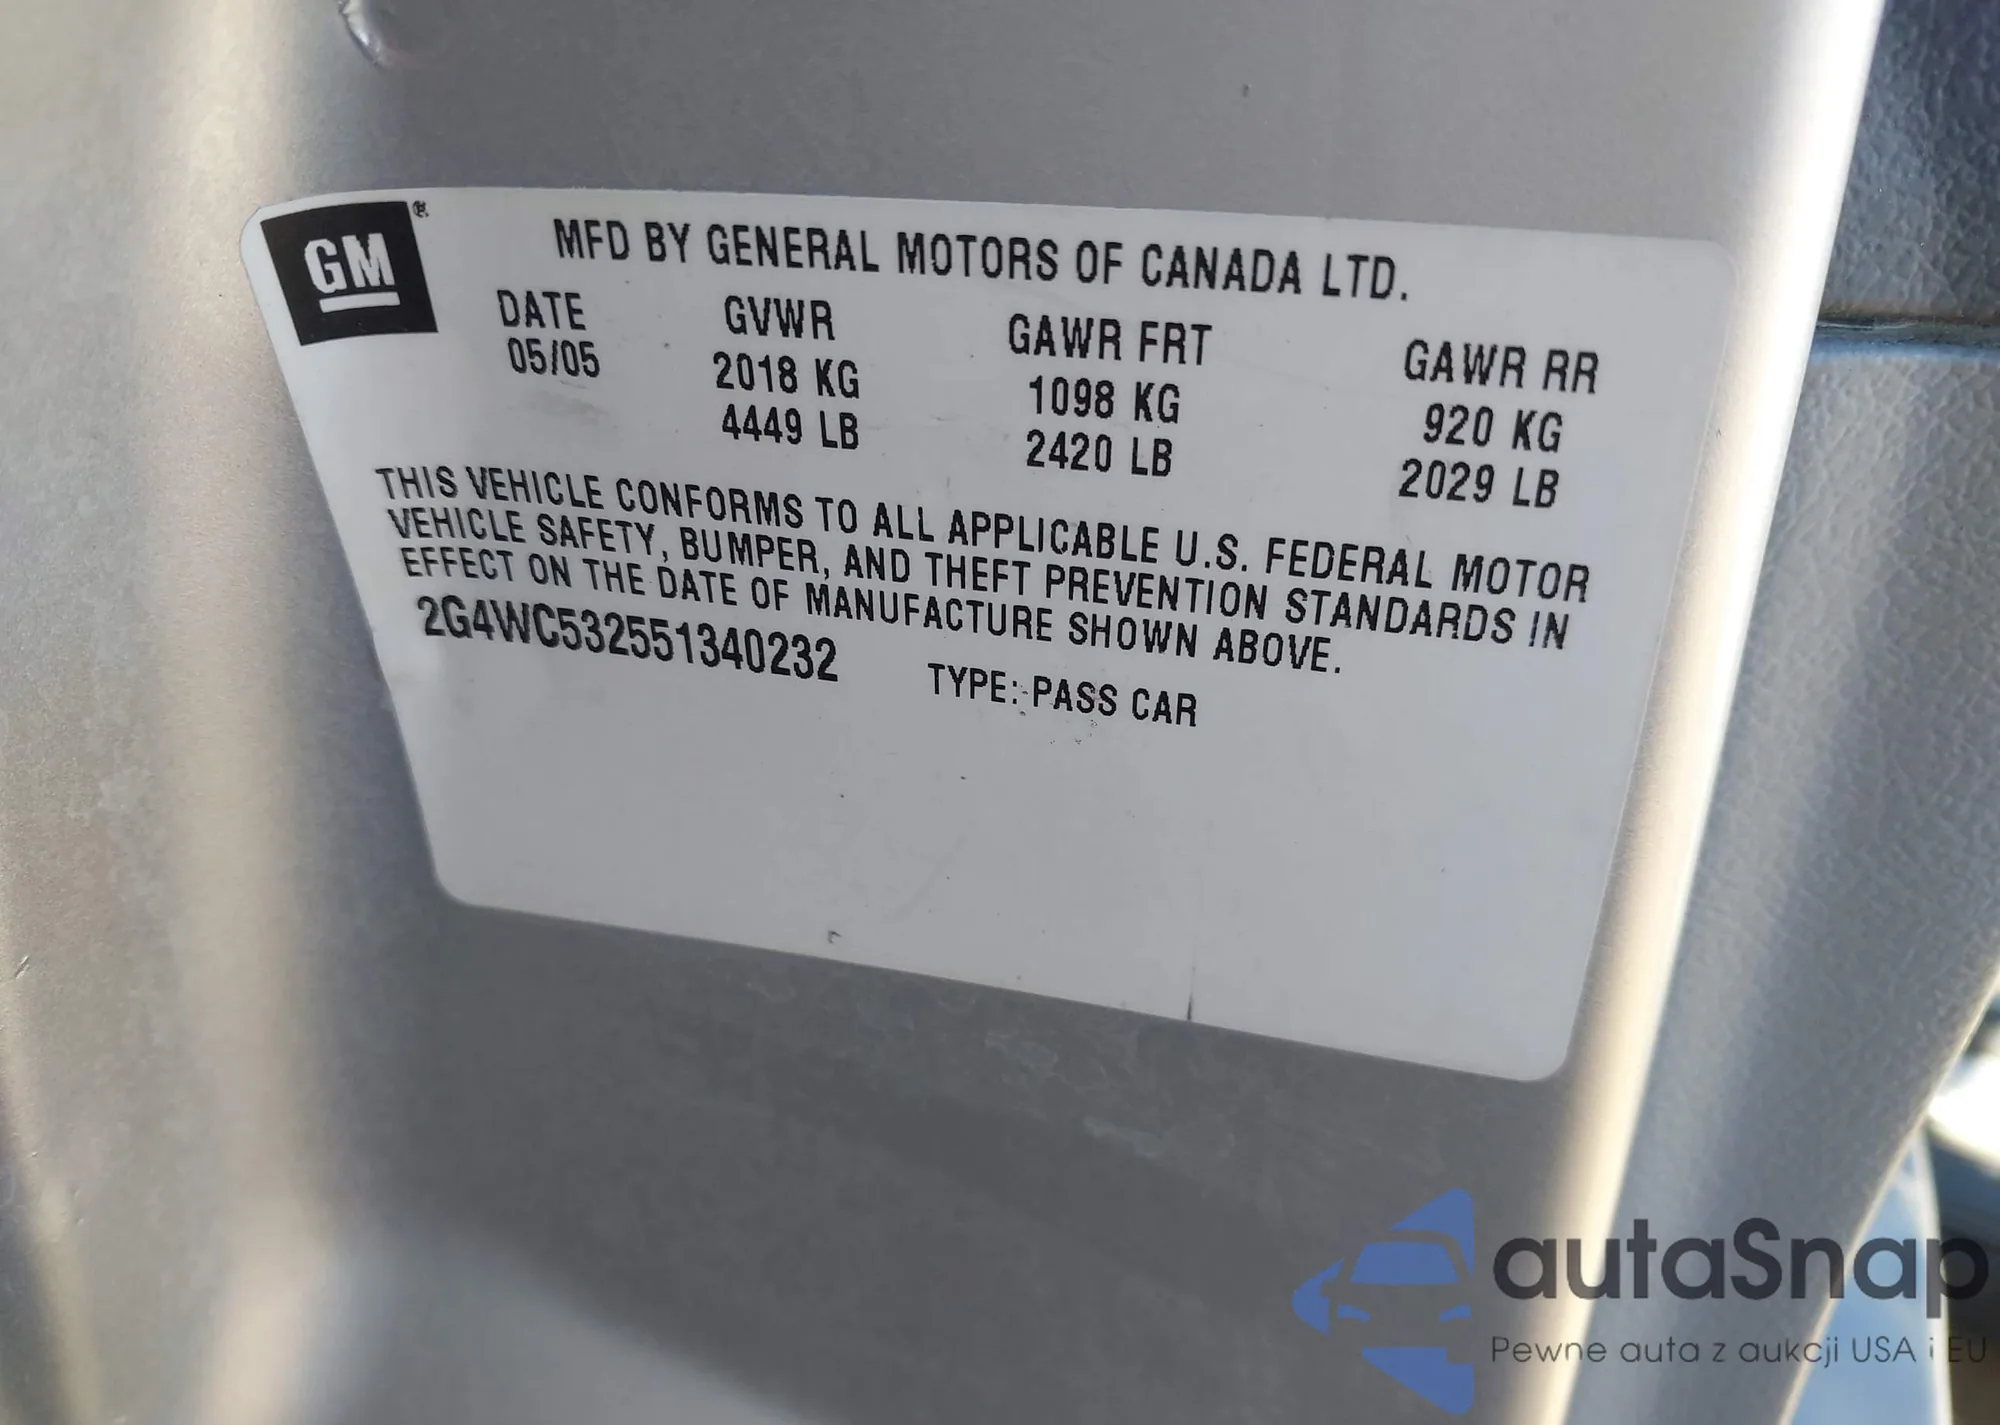 GM ®
MFD BY GENERAL MOTORS OF CANADA LTD.
DATE GVWR GAWR FRT GAWR RR
05/05 2018 KG 1098 KG 920 KG
4449 LB 2420 LB 2029 LB
THIS VEHICLE CONFORMS TO ALL APPLICABLE U.S. FEDERAL MOTOR
VEHICLE SAFETY, BUMPER, AND THEFT PREVENTION STANDARDS IN
EFFECT ON THE DATE OF MANUFACTURE SHOWN ABOVE.
2G4WC532551340232 TYPE: PASS CAR
autaSnap
Pewne auta z aukcji USA i EU